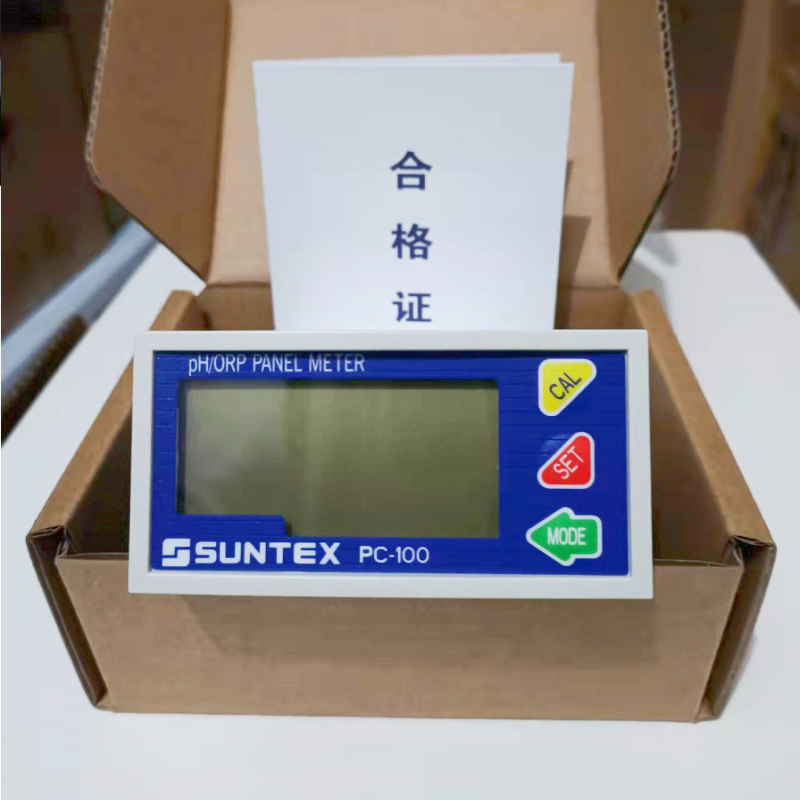 合
格
证
pH/ORP PANEL METER
CAL
SET
MODE
SUNTEX PC-100